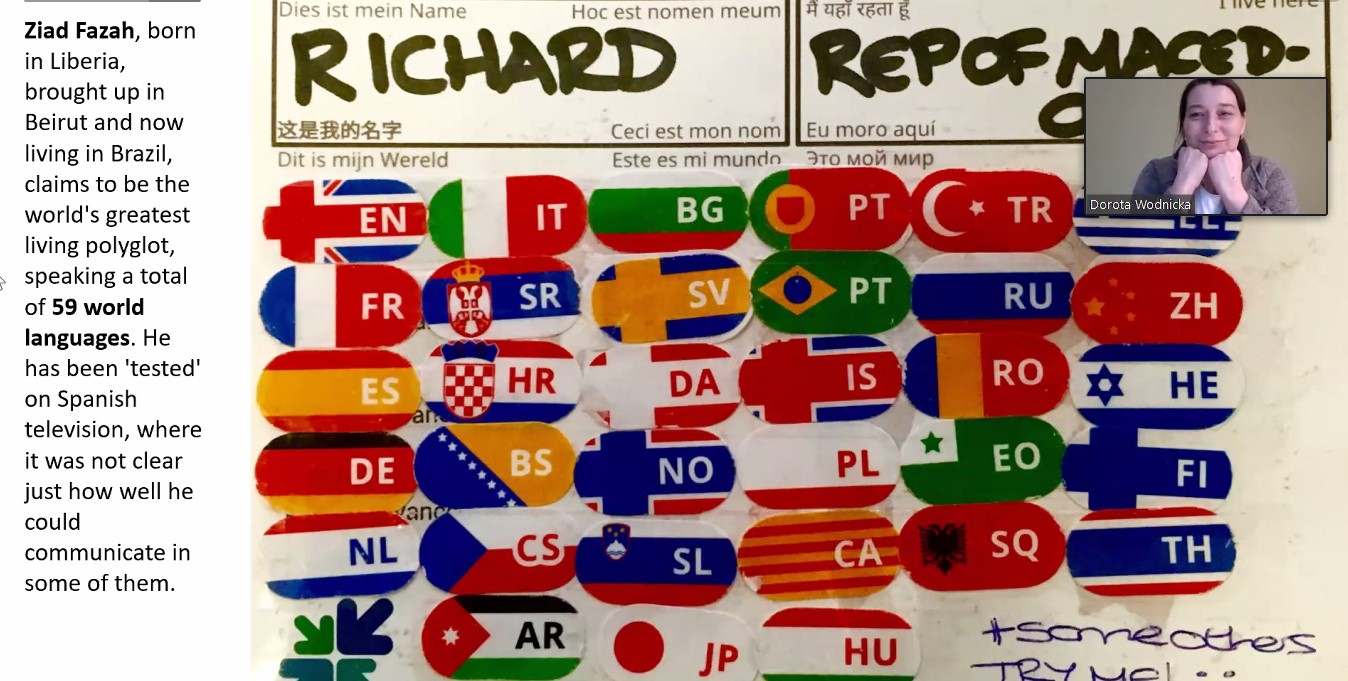 Ziad Fazah, born
in Liberia,
brought up in
Beirut and now
living in Brazil,
claims to be the
world's greatest
living polyglot,
speaking a total
of 59 world
languages. He
has been 'tested'
on Spanish
television, where
it was not clear
just how well he
could
communicate in
some of them.
Dies ist mein Name Hoc est nomen meum
RICHARD
这是我的名字 Ceci est mon nom
मैं यहाँ रहता हूँ I live here
REP OF MACED-
Eu moro aquí
Dorota Wodnicka
Dit is mijn Wereld Este es mi mundo Это мой мир
EN IT BG PT TR EL
FR SR SV PT RU ZH
ES HR DA IS RO HE
DE BS NO PL EO FI
NL CS SL CA SQ TH
AR JP HU
+someothers
TRY ME!